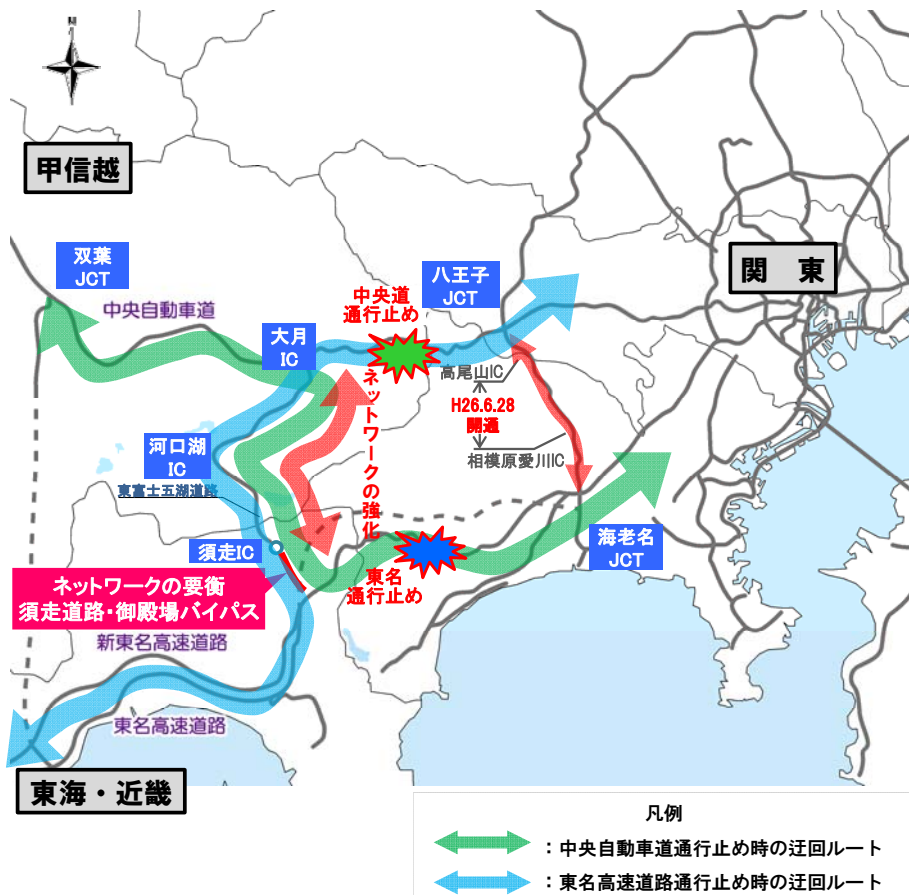 N
甲信越
双葉
JCT
中央自動車道
大月
IC
中央道
通行止め
八王子
JCT
関 東
高尾山IC
H26.6.28
開通
相模原愛川IC
ネットワークの強化
河口湖
IC
東富士五湖道路
須走IC
ネットワークの要衡
須走道路・御殿場バイパス
東名
通行止め
海老名
JCT
新東名高速道路
東名高速道路
東海・近畿
凡例
：中央自動車道通行止め時の迂回ルート
：東名高速道路通行止め時の迂回ルート